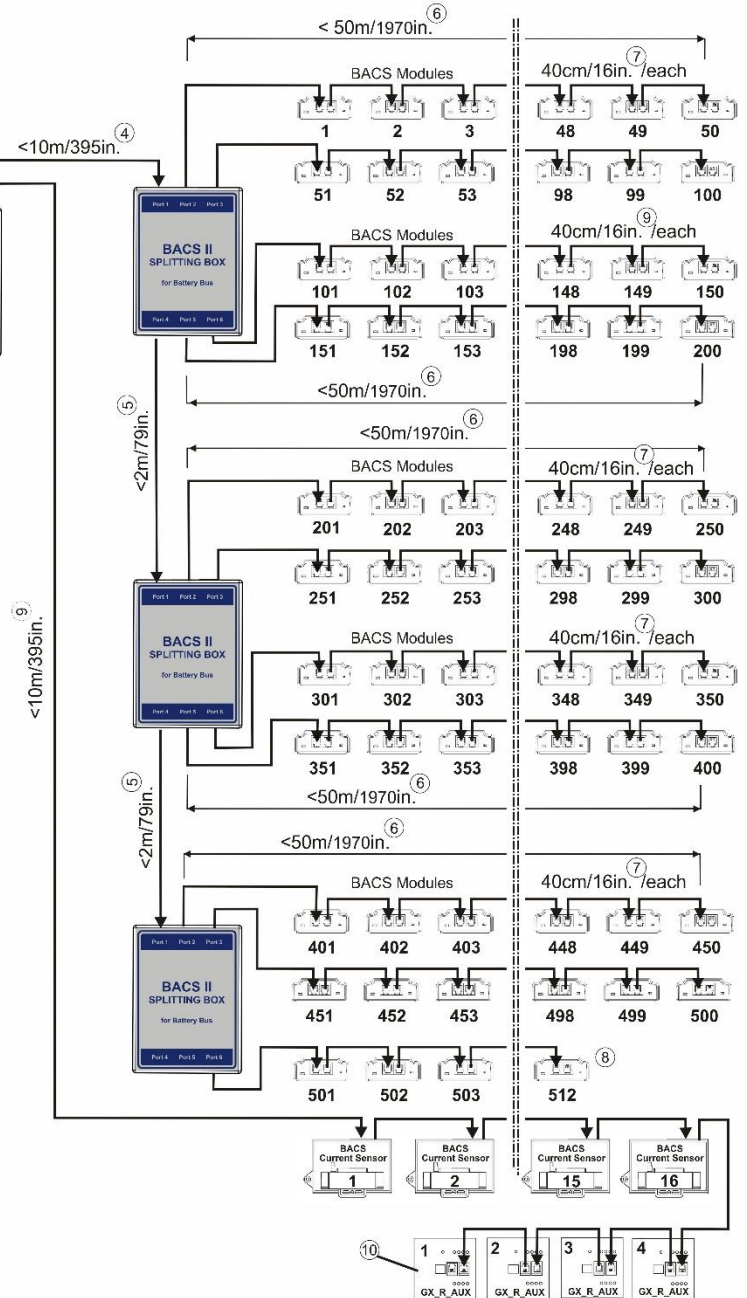 < 50m/1970in. ⑥
BACS Modules 40cm/16in. ⑦ /each
1 2 3 48 49 50
<10m/395in. ④
51 52 53 98 99 100
Port 1 Port 2 Port 3
BACS II
SPLITTING BOX
for Battery Bus
Port 4 Port 5 Port 6
BACS Modules 40cm/16in. ⑨ /each
101 102 103 148 149 150
151 152 153 198 199 200
<50m/1970in. ⑥
<2m/79in. ⑤
<50m/1970in. ⑥
BACS Modules 40cm/16in. ⑦ /each
201 202 203 248 249 250
251 252 253 298 299 300
Port 1 Port 2 Port 3
BACS II
SPLITTING BOX
for Battery Bus
Port 4 Port 5 Port 6
<10m/395in. ⑨
BACS Modules 40cm/16in. ⑦ /each
301 302 303 348 349 350
351 352 353 398 399 400
<50m/1970in. ⑥
<2m/79in. ⑤
<50m/1970in. ⑥
BACS Modules 40cm/16in. ⑦ /each
401 402 403 448 449 450
Port 1 Port 2 Port 3
BACS II
SPLITTING BOX
for Battery Bus
Port 4 Port 5 Port 6
451 452 453 498 499 500
501 502 503 512 ⑧
BACS
Current Sensor
1
BACS
Current Sensor
2
BACS
Current Sensor
15
BACS
Current Sensor
16
⑩
1
GX_R_AUX
2
GX_R_AUX
3
GX_R_AUX
4
GX_R_AUX